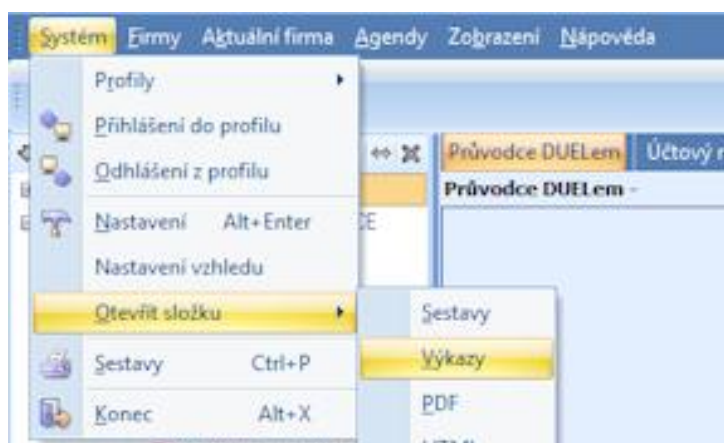 Systém Firmy Aktuální firma Agendy Zobrazení Nápověda
Profily
Přihlášení do profilu
Odhlášení z profilu
Průvodce DUELem Účtový
Průvodce DUELem -
Nastavení Alt+Enter
Nastavení vzhledu
Otevřít složku
Sestavy
Sestavy Ctrl+P
Výkazy
Konec Alt+X
PDF